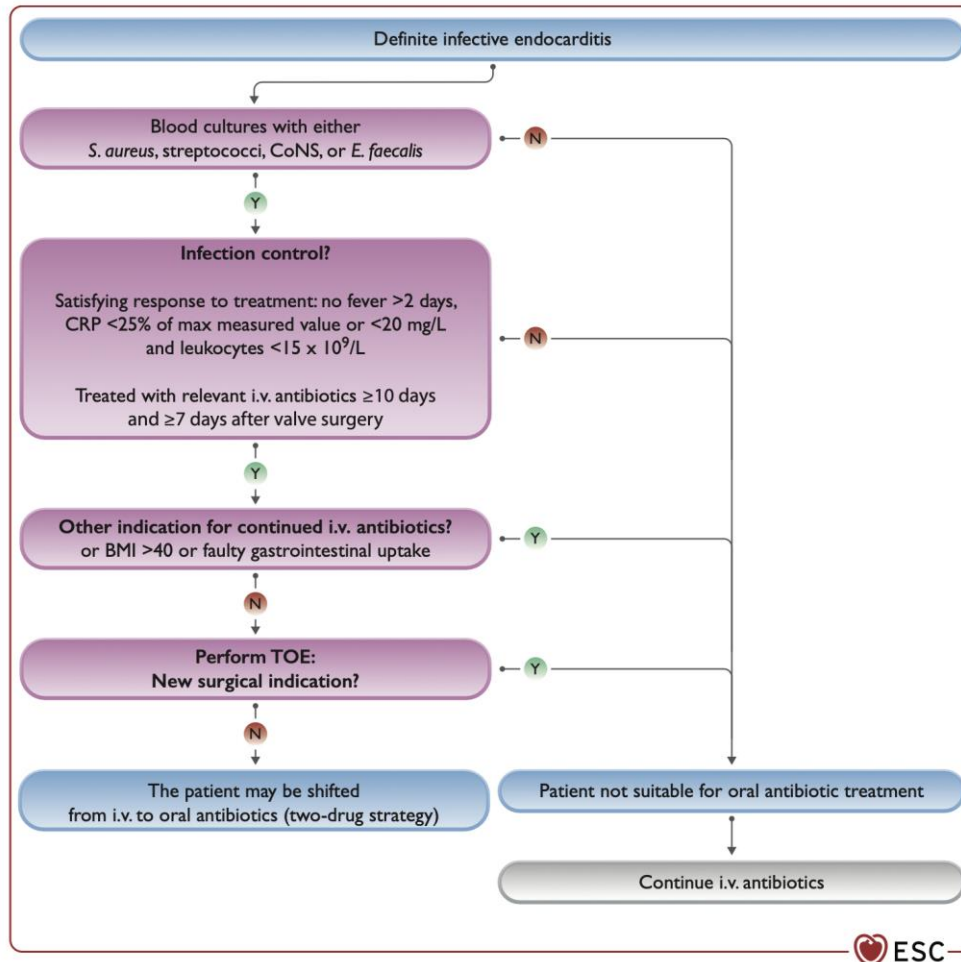 Definite infective endocarditis
Blood cultures with either
S. aureus, streptococci, CoNS, or E. faecalis
N
Y
Infection control?
Satisfying response to treatment: no fever >2 days,
CRP <25% of max measured value or <20 mg/L
and leukocytes <15 x 10⁹/L
Treated with relevant i.v. antibiotics ≥10 days
and ≥7 days after valve surgery
N
Y
Other indication for continued i.v. antibiotics?
or BMI >40 or faulty gastrointestinal uptake
Y
N
Perform TOE:
New surgical indication?
Y
N
The patient may be shifted
from i.v. to oral antibiotics (two-drug strategy)
Patient not suitable for oral antibiotic treatment
Continue i.v. antibiotics
ESC